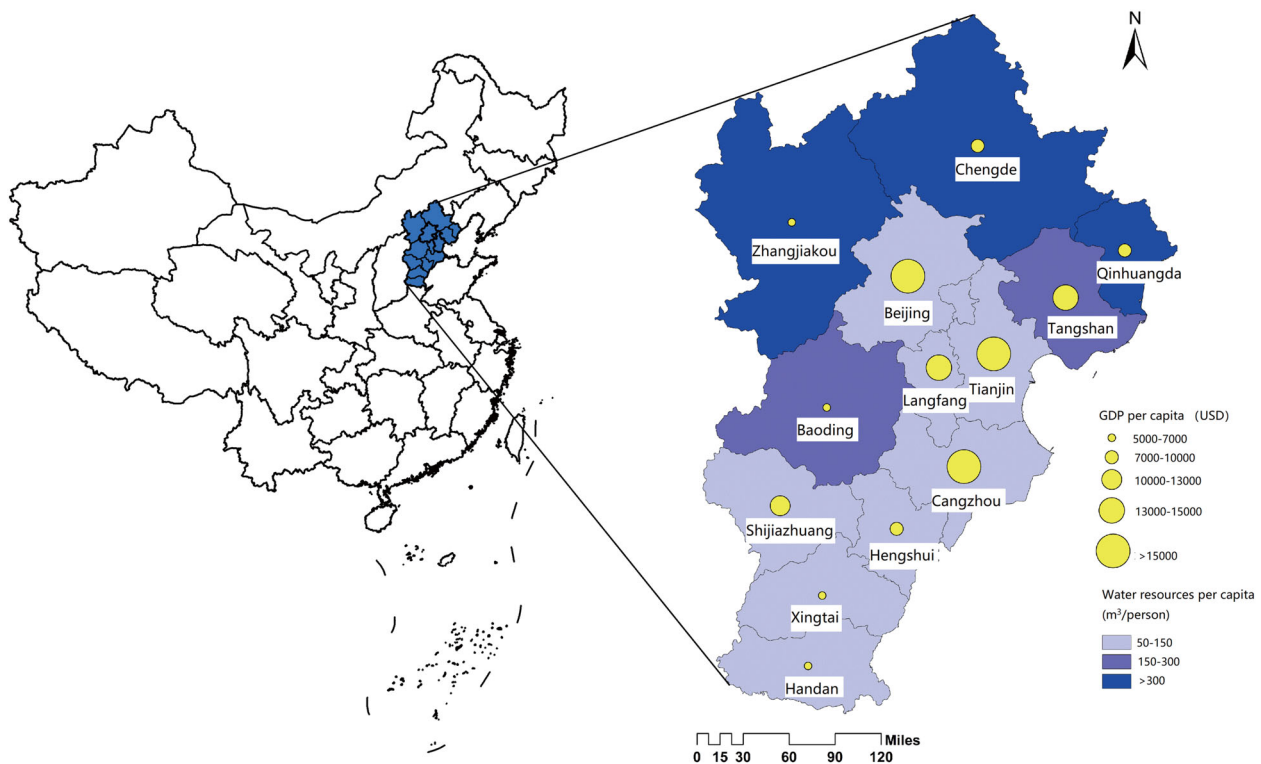 N
Chengde
Zhangjiakou
Qinhuangda
Beijing
Tangshan
Tianjin
Langfang
Baoding
Cangzhou
Shijiazhuang
Hengshui
Xingtai
Handan
GDP per capita (USD)
5000-7000
7000-10000
10000-13000
13000-15000
>15000
Water resources per capita
(m³/person)
50-150
150-300
>300
Miles
0 15 30 60 90 120